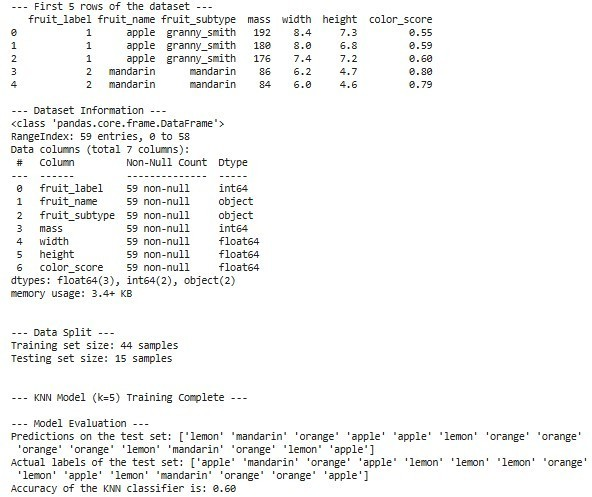 --- First 5 rows of the dataset ---
fruit_label fruit_name fruit_subtype mass width height color_score
0 1 apple granny_smith 192 8.4 7.3 0.55
1 1 apple granny_smith 180 8.0 6.8 0.59
2 1 apple granny_smith 176 7.4 7.2 0.60
3 2 mandarin mandarin 86 6.2 4.7 0.80
4 2 mandarin mandarin 84 6.0 4.6 0.79
--- Dataset Information ---
<class 'pandas.core.frame.DataFrame'>
RangeIndex: 59 entries, 0 to 58
Data columns (total 7 columns):
# Column Non-Null Count Dtype
--- ------ -------------- -----
0 fruit_label 59 non-null int64
1 fruit_name 59 non-null object
2 fruit_subtype 59 non-null object
3 mass 59 non-null int64
4 width 59 non-null float64
5 height 59 non-null float64
6 color_score 59 non-null float64
dtypes: float64(3), int64(2), object(2)
memory usage: 3.4+ KB
--- Data Split ---
Training set size: 44 samples
Testing set size: 15 samples
--- KNN Model (k=5) Training Complete ---
--- Model Evaluation ---
Predictions on the test set: ['lemon' 'mandarin' 'orange' 'apple' 'apple' 'lemon' 'orange' 'orange'
'orange' 'orange' 'lemon' 'mandarin' 'orange' 'lemon' 'apple']
Actual labels of the test set: ['apple' 'mandarin' 'orange' 'apple' 'lemon' 'lemon' 'lemon' 'orange'
'lemon' 'apple' 'lemon' 'mandarin' 'orange' 'orange' 'apple']
Accuracy of the KNN classifier is: 0.60